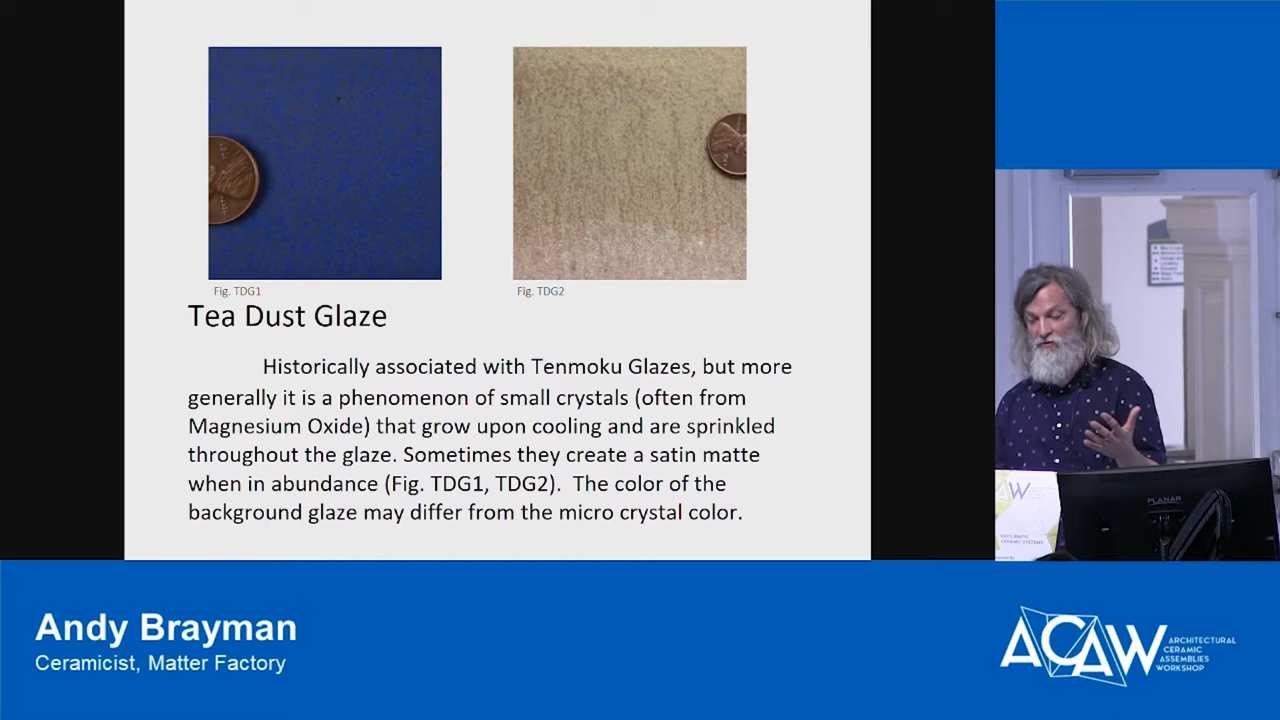 Fig. TDG1
Fig. TDG2
Tea Dust Glaze
Historically associated with Tenmoku Glazes, but more
generally it is a phenomenon of small crystals (often from
Magnesium Oxide) that grow upon cooling and are sprinkled
throughout the glaze. Sometimes they create a satin matte
when in abundance (Fig. TDG1, TDG2). The color of the
background glaze may differ from the micro crystal color.
PLANAR
Andy Brayman
Ceramicist, Matter Factory
ACAW
ARCHITECTURAL
CERAMIC
ASSEMBLIES
WORKSHOP